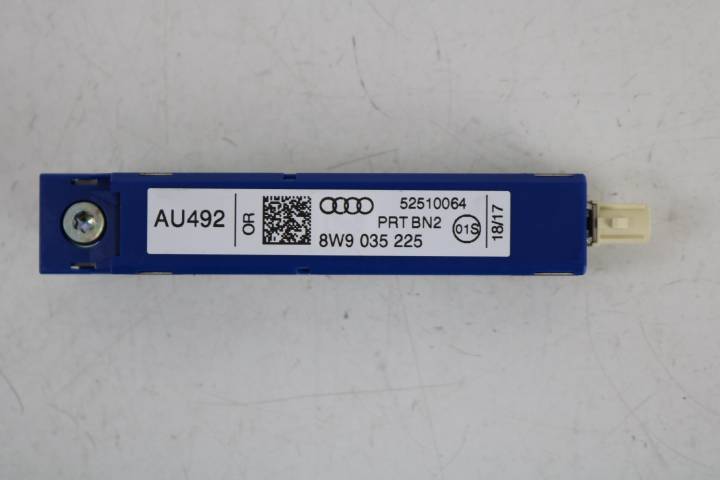 AU492
OR
52510064
PRT BN2
01S
8W9 035 225
18/17